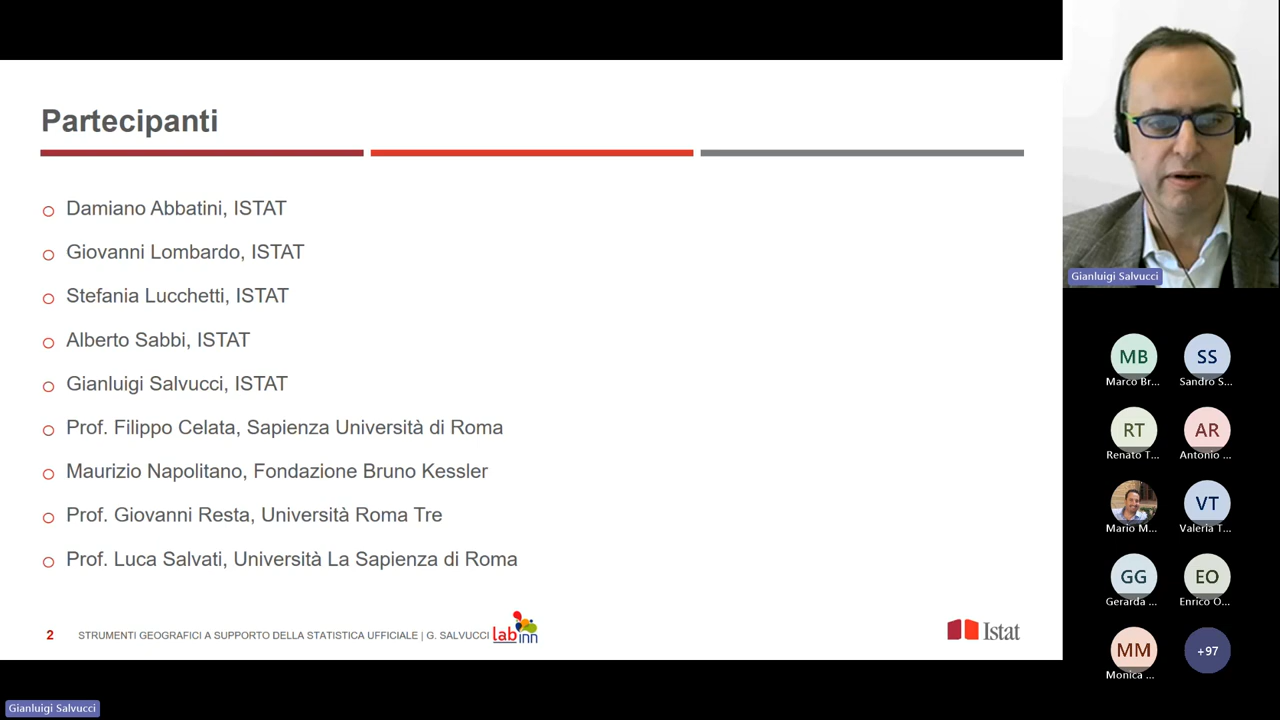 Partecipanti
Damiano Abbatini, ISTAT
Giovanni Lombardo, ISTAT
Stefania Lucchetti, ISTAT
Alberto Sabbi, ISTAT
Gianluigi Salvucci, ISTAT
Prof. Filippo Celata, Sapienza Università di Roma
Maurizio Napolitano, Fondazione Bruno Kessler
Prof. Giovanni Resta, Università Roma Tre
Prof. Luca Salvati, Università La Sapienza di Roma
2 STRUMENTI GEOGRAFICI A SUPPORTO DELLA STATISTICA UFFICIALE | G. SALVUCCI
lab inn
Istat
Gianluigi Salvucci
MB SS
Marco Br... Sandro S...
RT AR
Renato T... Antonio ...
VT
Mario M... Valeria T...
GG EO
Gerarda ... Enrico O...
MM +97
Monica ...
Gianluigi Salvucci